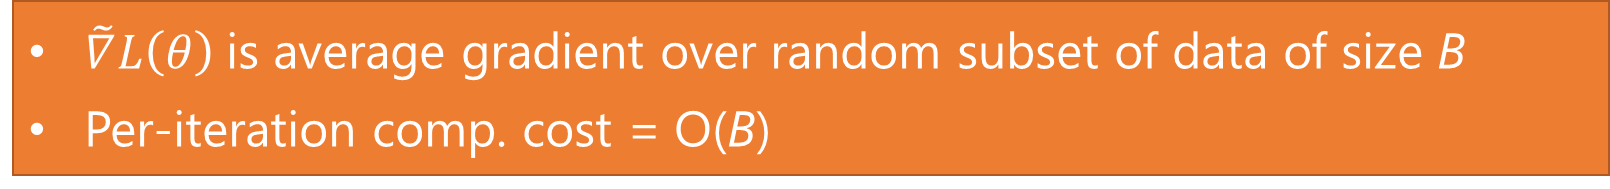 • ∇̃L(θ) is average gradient over random subset of data of size B
• Per-iteration comp. cost = O(B)